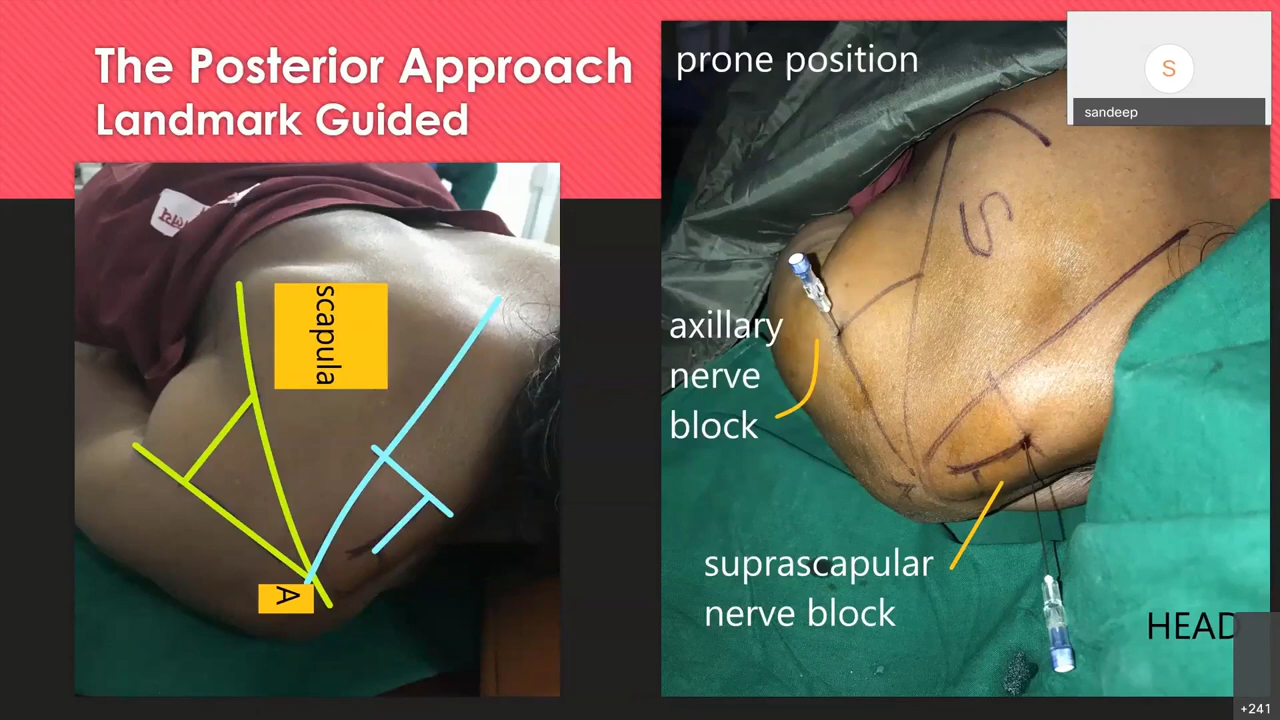 The Posterior Approach
Landmark Guided
prone position
S
sandeep
scapula
S
axillary
nerve
block
A
suprascapular
nerve block
HEAD
+241